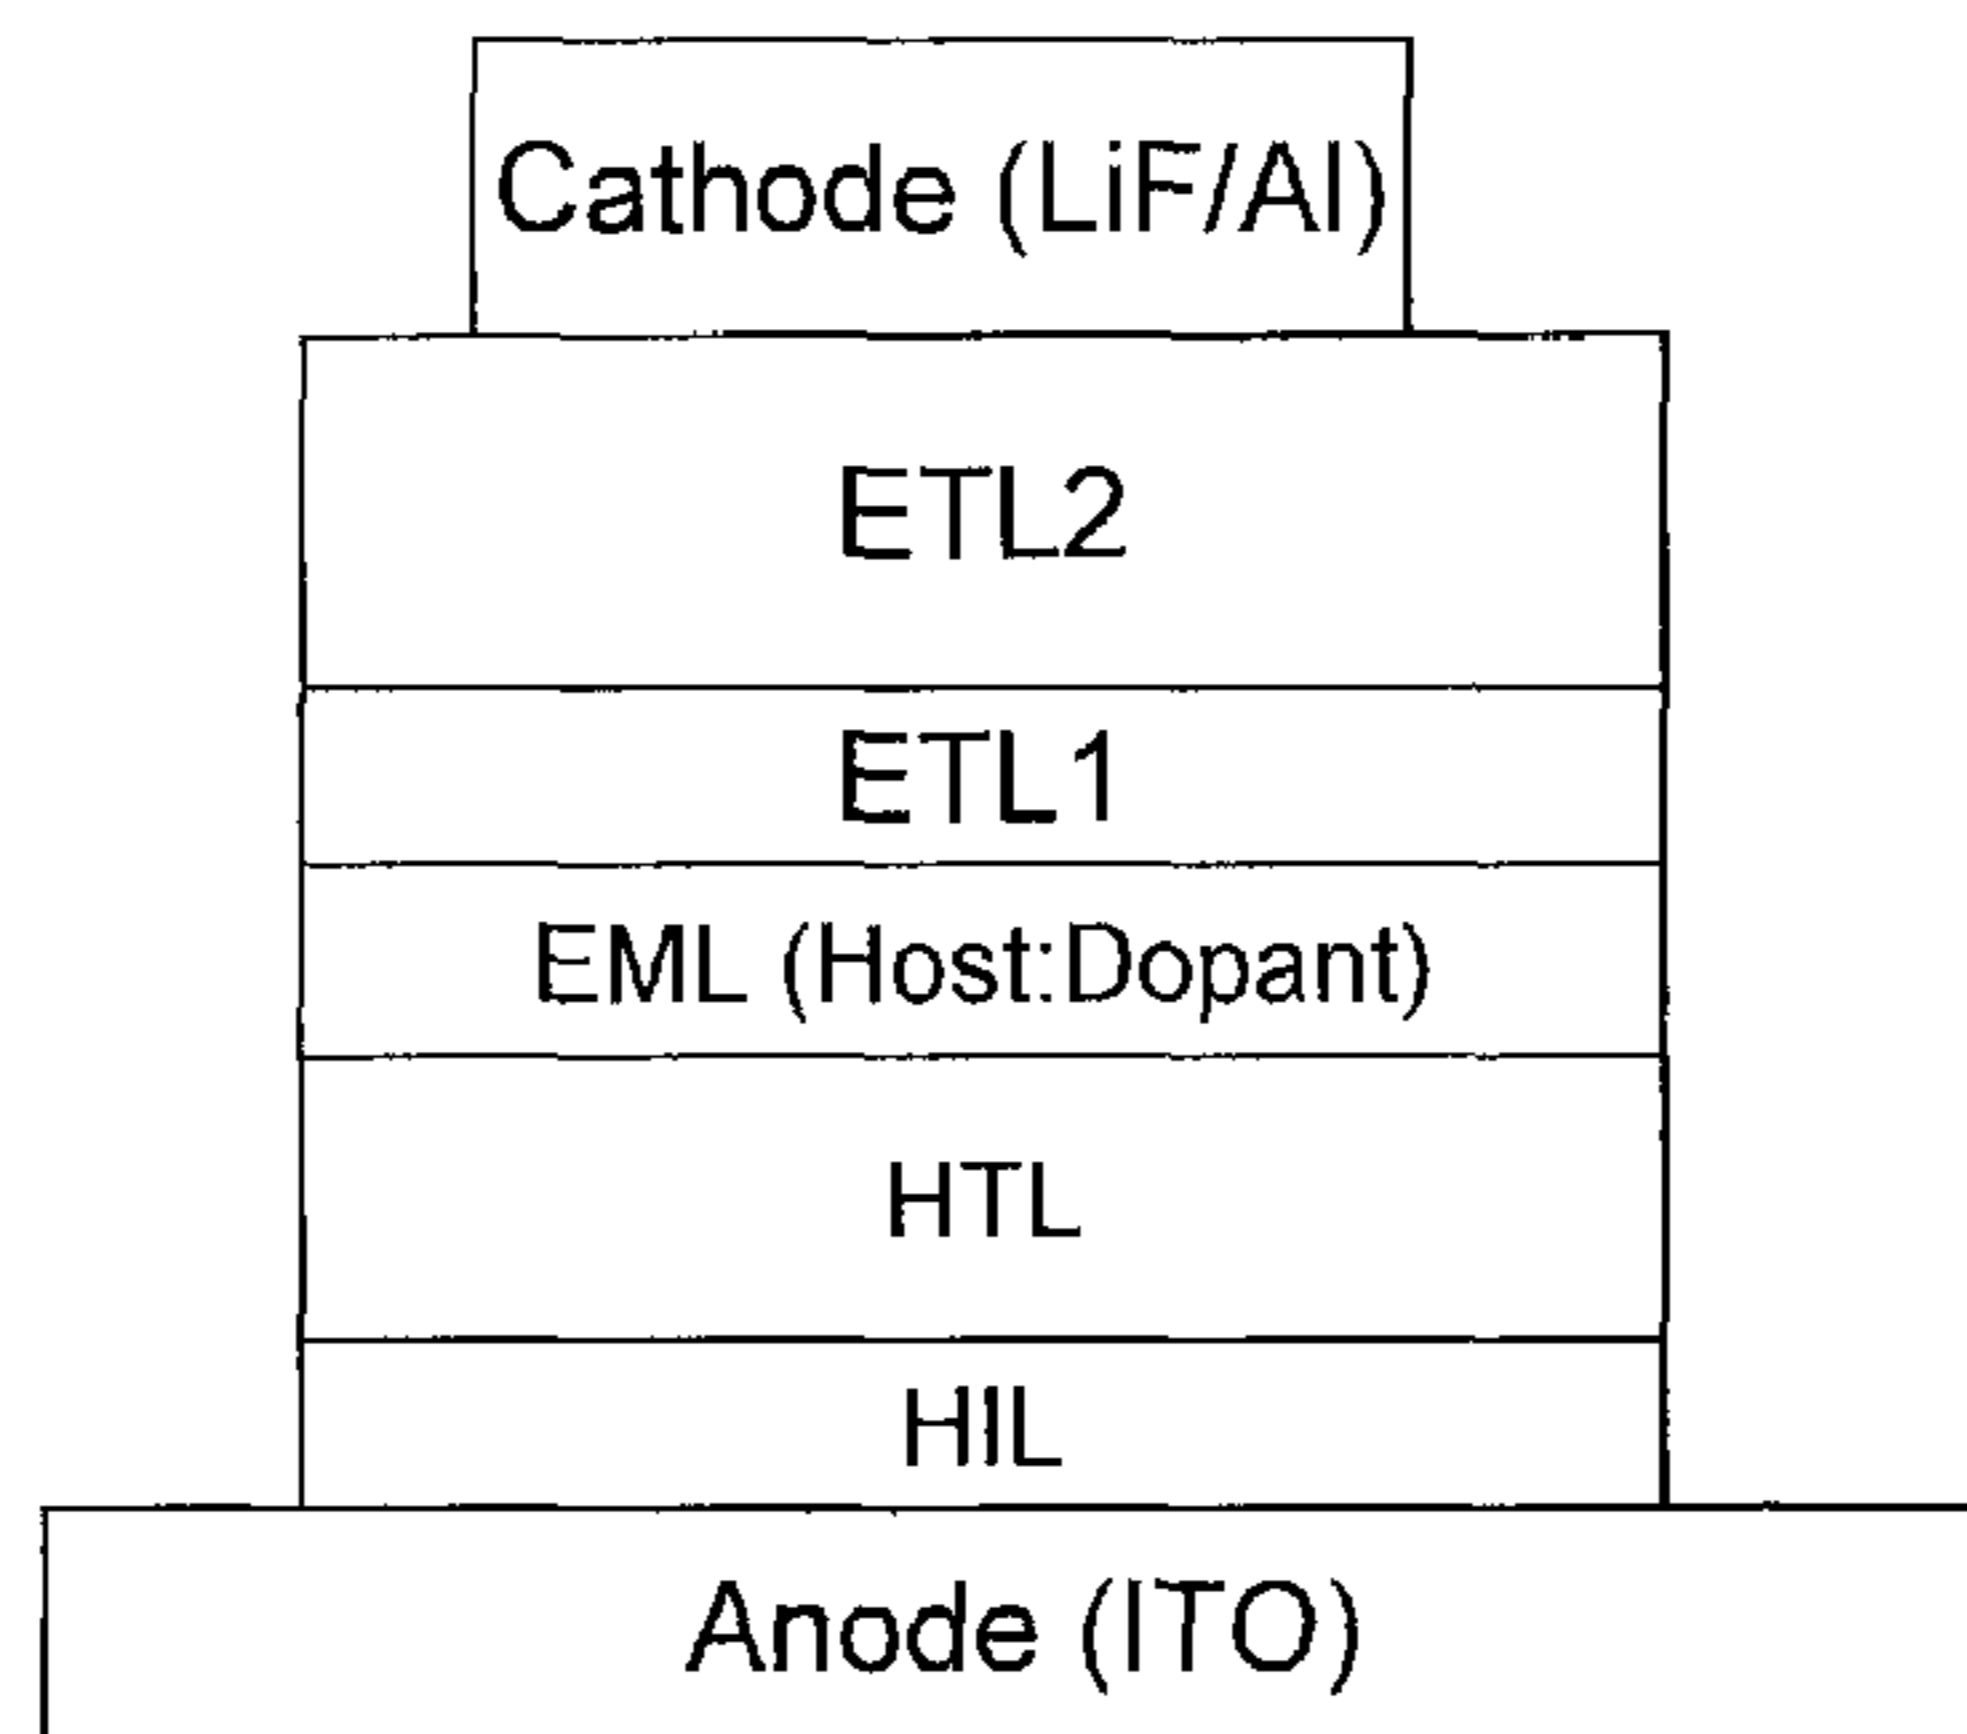 Cathode (LiF/Al)
ETL2
ETL1
EML (Host:Dopant)
HTL
HIL
Anode (ITO)